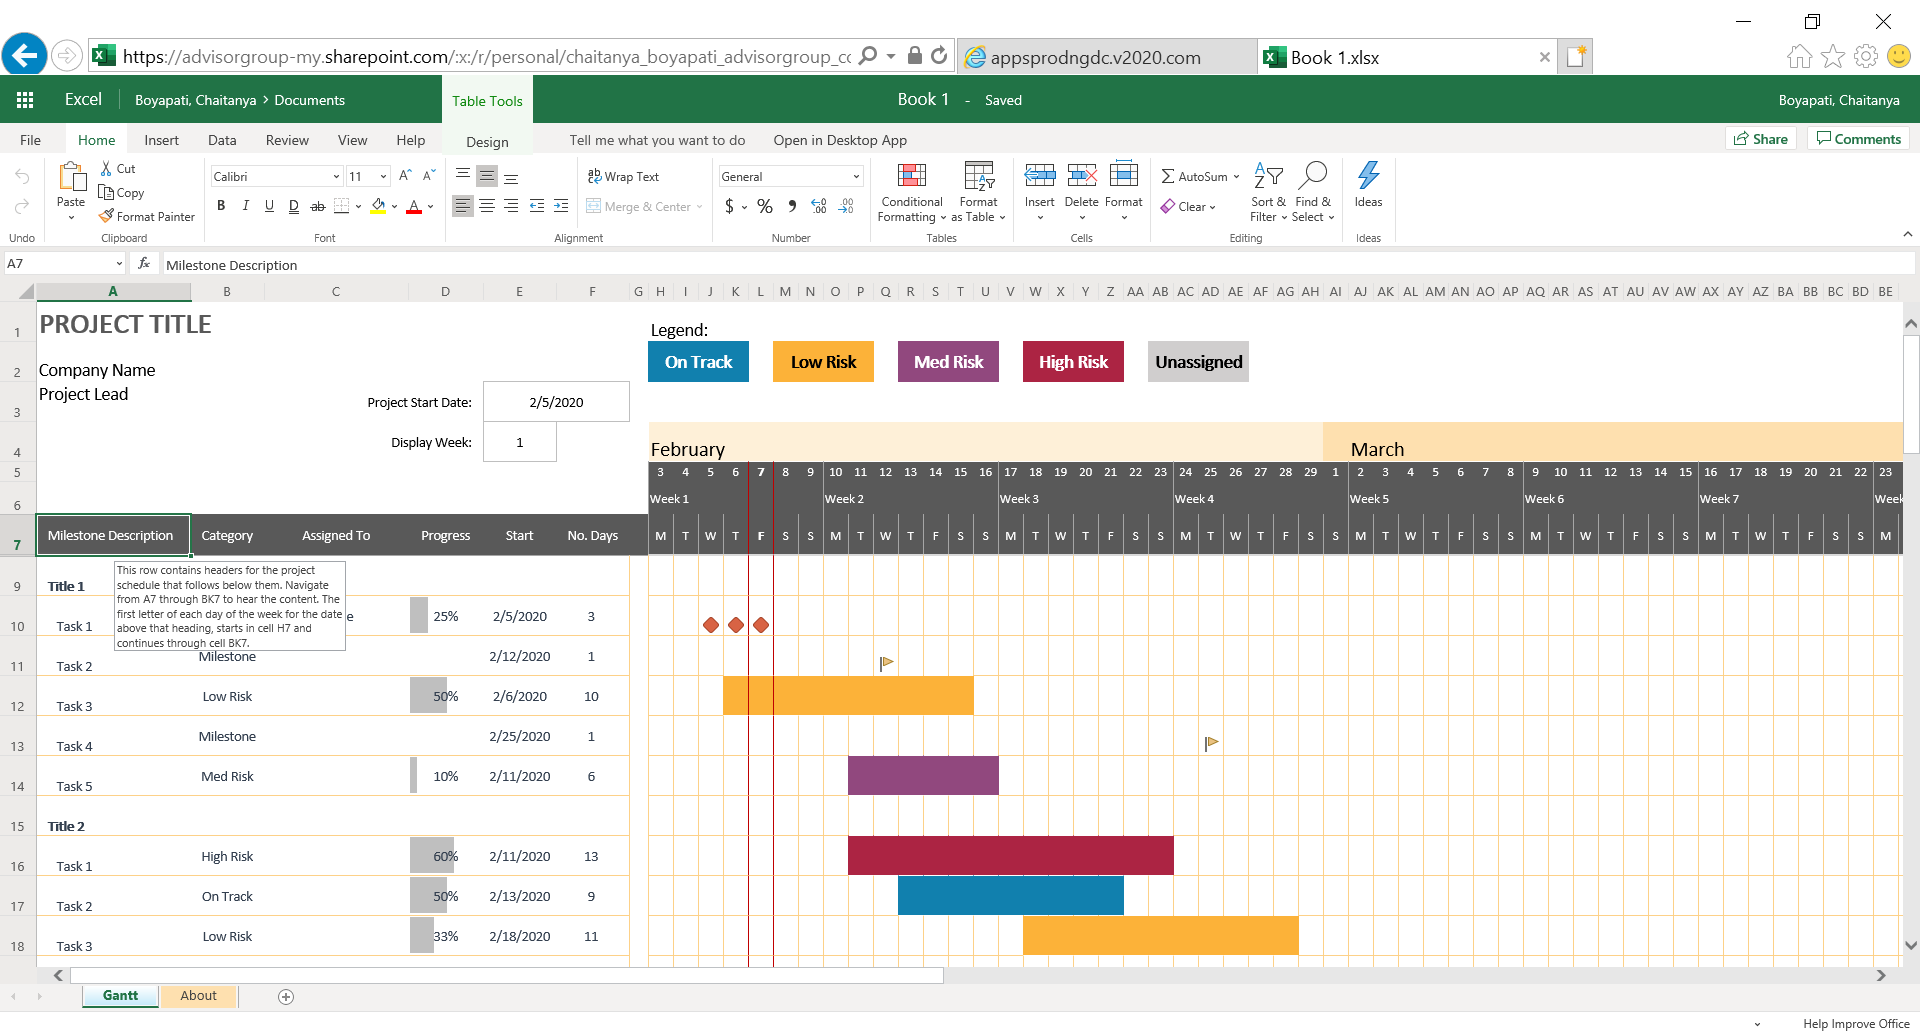 https://advisorgroup-my.sharepoint.com/:x:/r/personal/chaitanya_boyapati_advisorgroup_cc
appsprodngdc.v2020.com
Book 1.xlsx
Excel
Boyapati, Chaitanya > Documents
Table Tools
Book 1 - Saved
Boyapati, Chaitanya
File Home Insert Data Review View Help Design Tell me what you want to do Open in Desktop App Share Comments
Cut
Copy
Format Painter
Paste
Calibri 11
B I U D ab A
Wrap Text
Merge & Center
General
$ % 9 .00
Conditional Formatting
Format as Table
Insert Delete Format
AutoSum
Clear
Sort & Filter
Find & Select
Ideas
Undo Clipboard Font Alignment Number Tables Cells Editing Ideas
A7 fx Milestone Description
A B C D E F G H I J K L M N O P Q R S T U V W X Y Z AA AB AC AD AE AF AG AH AI AJ AK AL AM AN AO AP AQ AR AS AT AU AV AW AX AY AZ BA BB BC BD BE
1 PROJECT TITLE Legend:
2 Company Name On Track Low Risk Med Risk High Risk Unassigned
Project Lead
3 Project Start Date: 2/5/2020
4 Display Week: 1 February March
5 3 4 5 6 7 8 9 10 11 12 13 14 15 16 17 18 19 20 21 22 23 24 25 26 27 28 29 1 2 3 4 5 6 7 8 9 10 11 12 13 14 15 16 17 18 19 20 21 22 23
6 Week 1 Week 2 Week 3 Week 4 Week 5 Week 6 Week 7 Week
7 Milestone Description Category Assigned To Progress Start No. Days M T W T F S S M T W T F S S M T W T F S S M T W T F S S M T W T F S S M T W T F S S M T W T F S S M
9 Title 1
This row contains headers for the project
schedule that follows below them. Navigate
from A7 through BK7 to hear the content. The
first letter of each day of the week for the date
above that heading, starts in cell H7 and
continues through cell BK7.
10 Task 1 e 25% 2/5/2020 3
11 Task 2 Milestone 2/12/2020 1
12 Task 3 Low Risk 50% 2/6/2020 10
13 Task 4 Milestone 2/25/2020 1
14 Task 5 Med Risk 10% 2/11/2020 6
15 Title 2
16 Task 1 High Risk 60% 2/11/2020 13
17 Task 2 On Track 50% 2/13/2020 9
18 Task 3 Low Risk 33% 2/18/2020 11
Gantt About
Help Improve Office